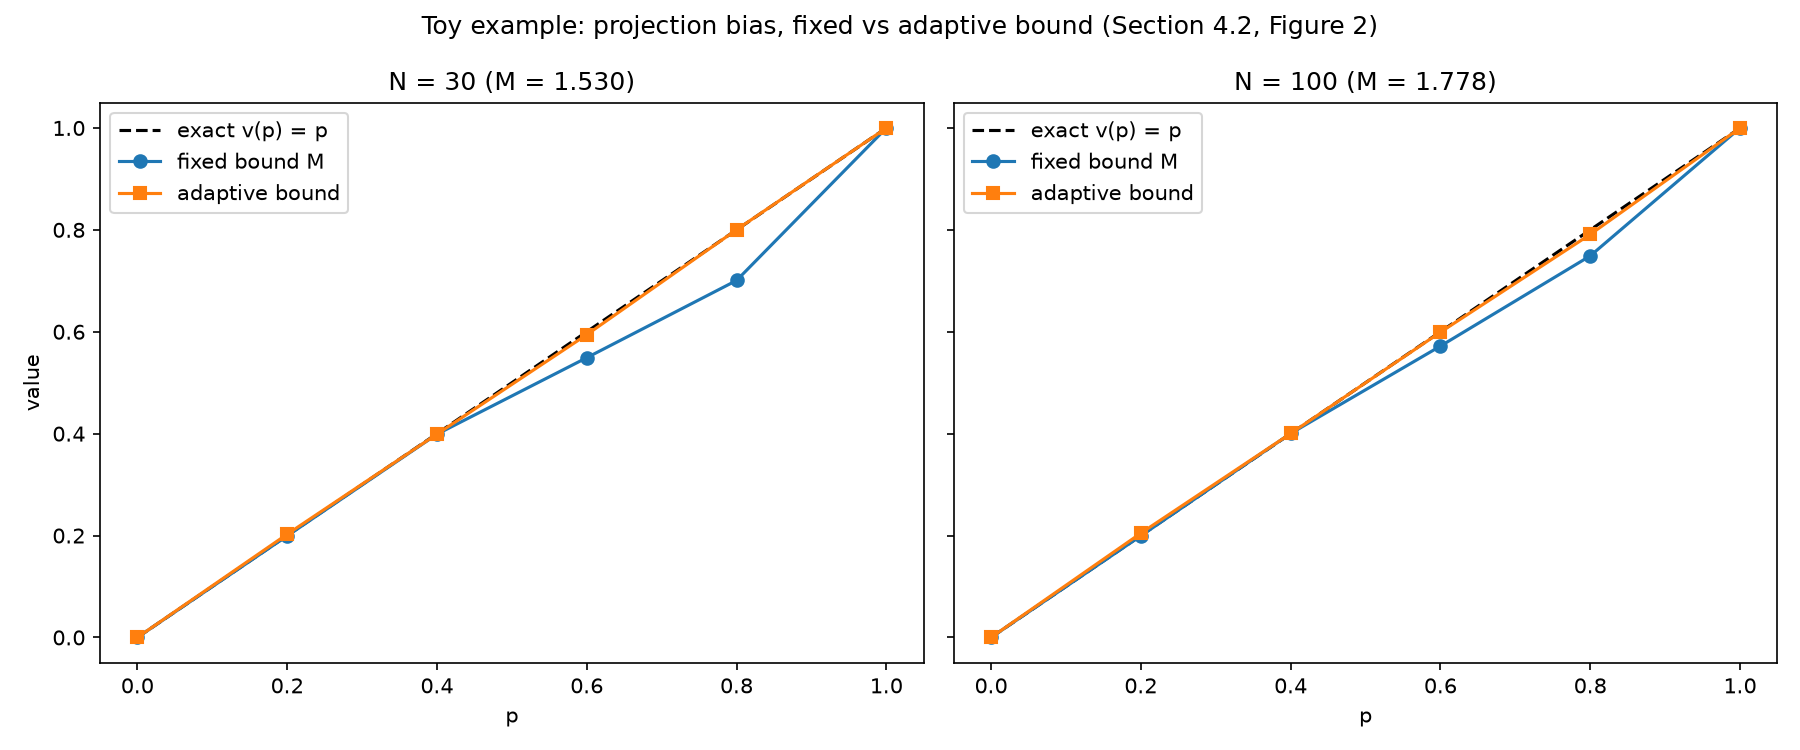 Toy example: projection bias, fixed vs adaptive bound (Section 4.2, Figure 2)
N = 30 (M = 1.530)
exact v(p) = p
fixed bound M
adaptive bound
1.0
0.8
0.6
0.4
0.2
0.0
value
0.0 0.2 0.4 0.6 0.8 1.0
p
N = 100 (M = 1.778)
exact v(p) = p
fixed bound M
adaptive bound
0.0 0.2 0.4 0.6 0.8 1.0
p